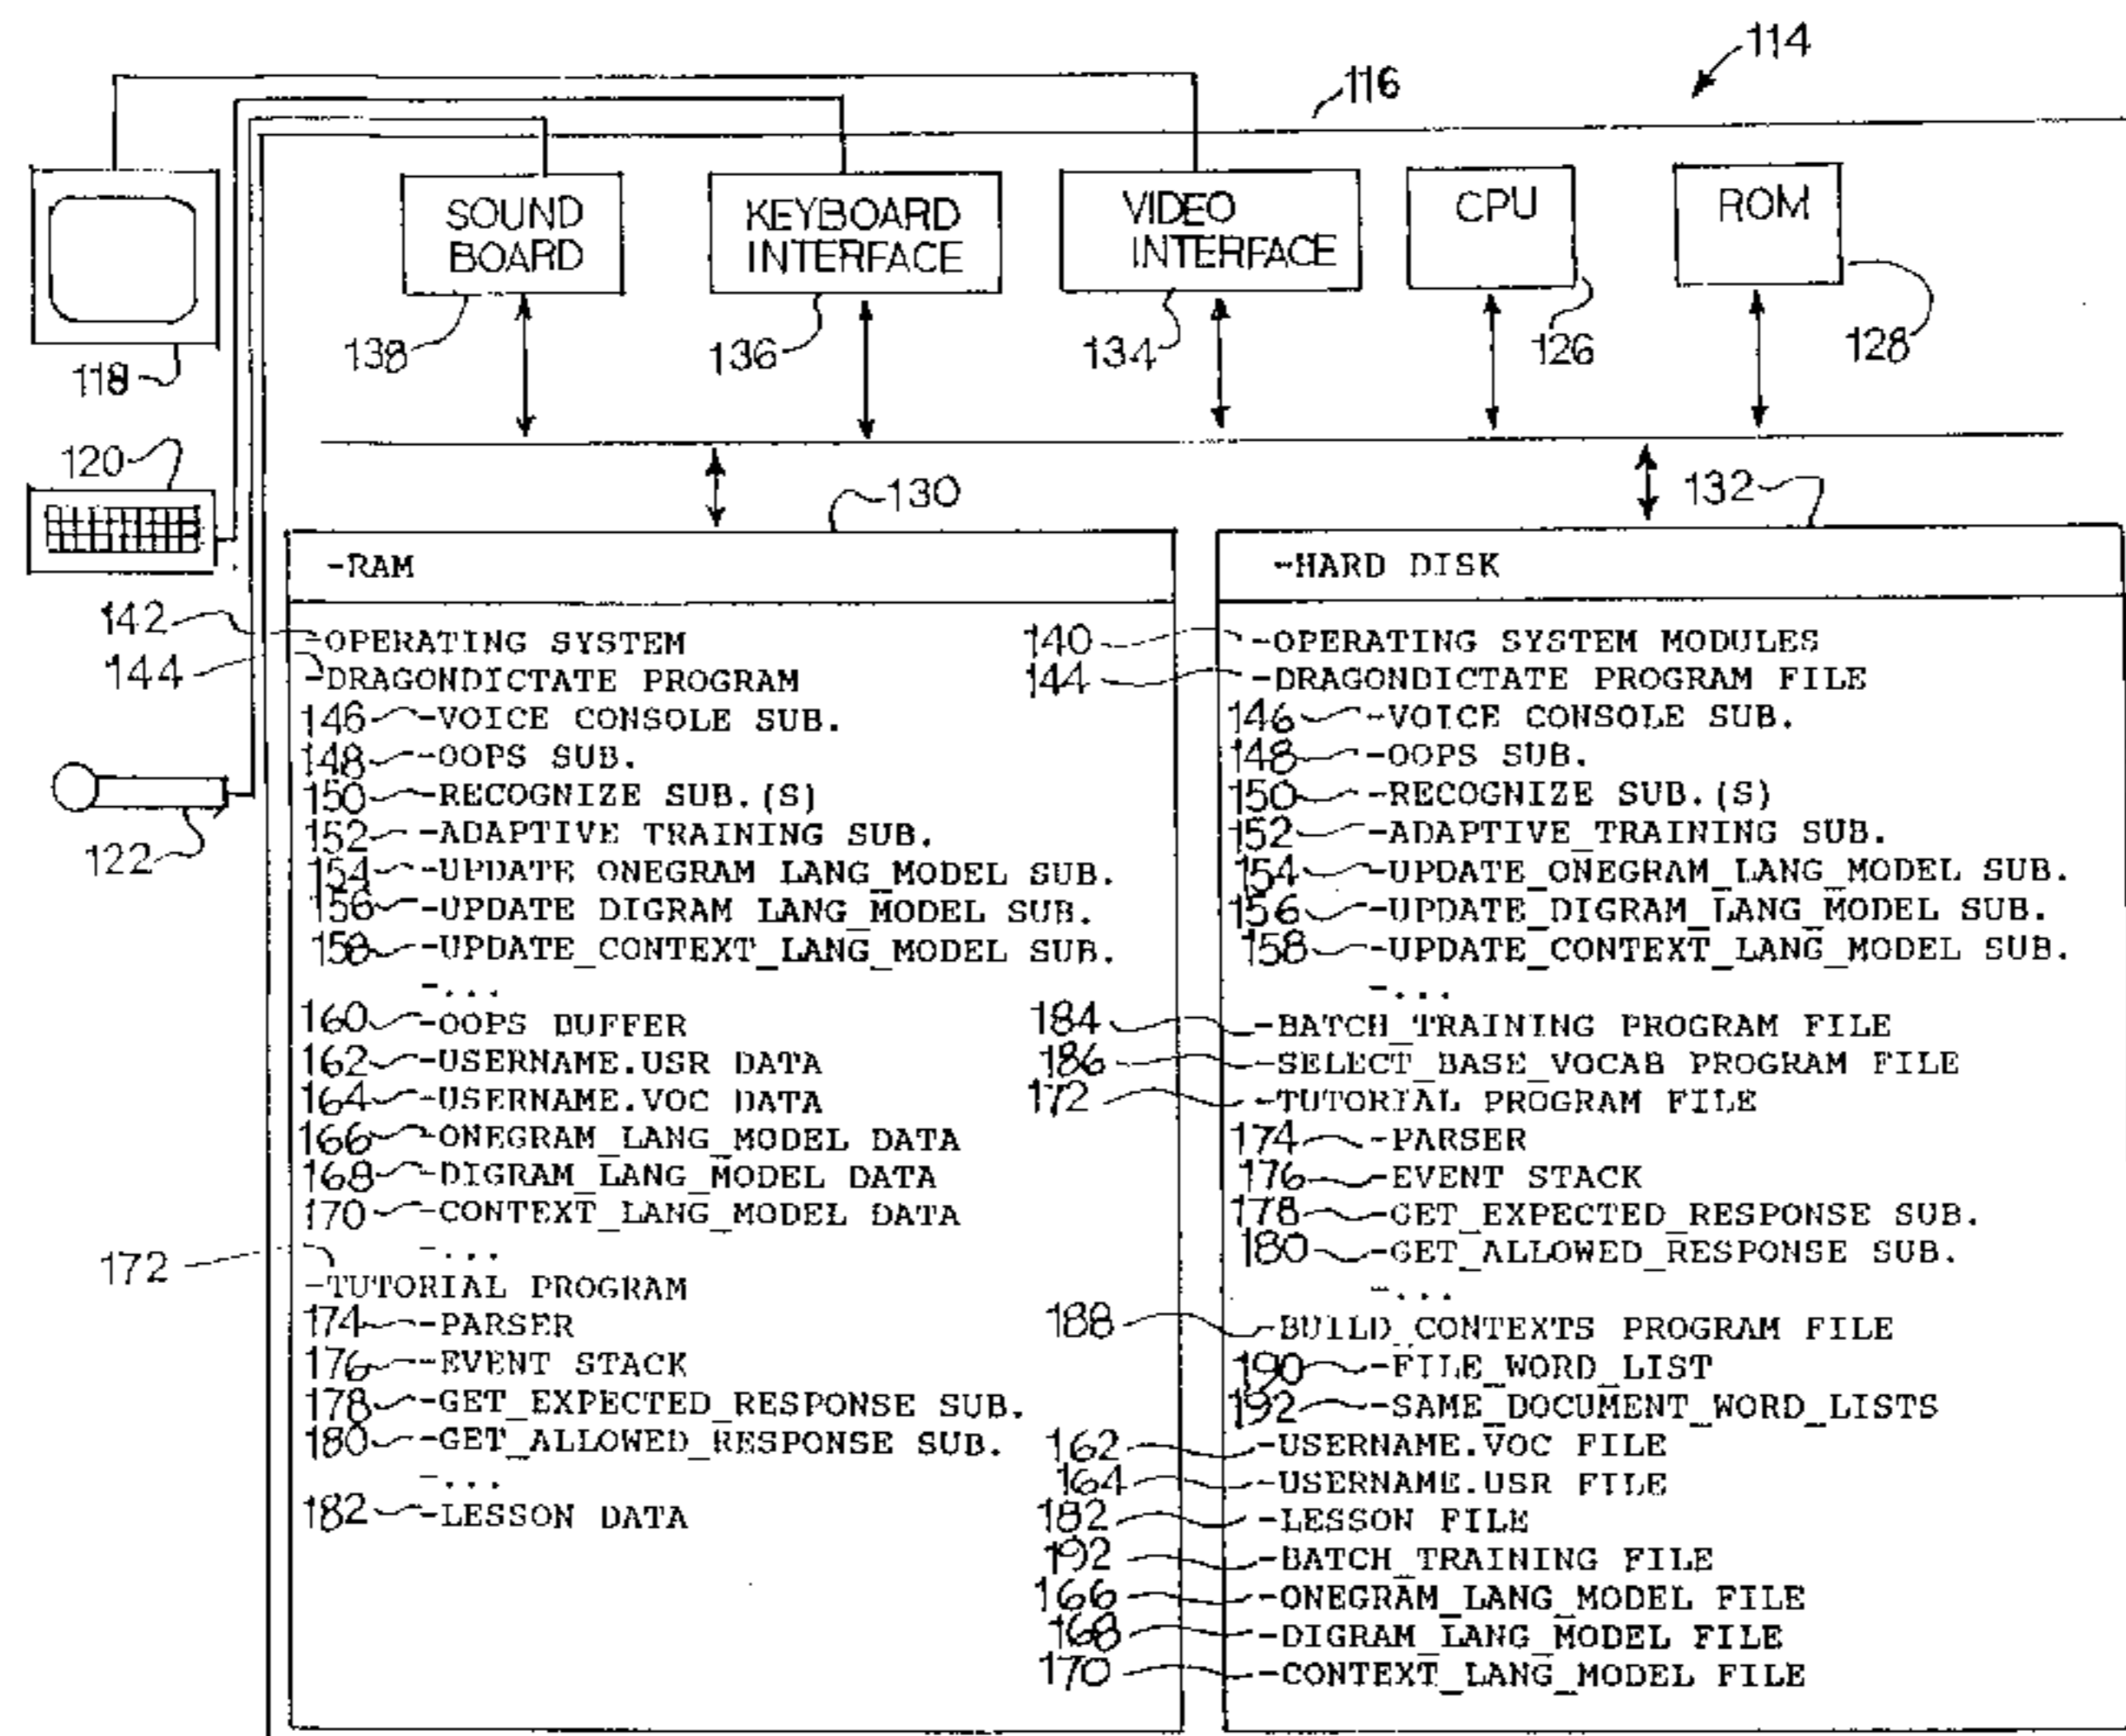 114
116
SOUND BOARD
KEYBOARD INTERFACE
VIDEO INTERFACE
CPU
ROM
138
136
134
126
128
118
120
130
132
122
-RAM
142 -OPERATING SYSTEM
144 -DRAGONDICTATE PROGRAM
146 -VOICE CONSOLE SUB.
148 -OOPS SUB.
150 -RECOGNIZE SUB.(S)
152 -ADAPTIVE TRAINING SUB.
154 -UPDATE ONEGRAM LANG_MODEL SUB.
156 -UPDATE DIGRAM LANG_MODEL SUB.
158 -UPDATE_CONTEXT_LANG_MODEL SUB.
-...
160 -OOPS BUFFER
162 -USERNAME.USR DATA
164 -USERNAME.VOC DATA
166 -ONEGRAM_LANG_MODEL DATA
168 -DIGRAM_LANG_MODEL DATA
170 -CONTEXT_LANG_MODEL DATA
-...
172 -TUTORIAL PROGRAM
174 -PARSER
176 -EVENT STACK
178 -GET_EXPECTED_RESPONSE SUB.
180 -GET_ALLOWED_RESPONSE SUB.
-...
182 -LESSON DATA
-HARD DISK
140 -OPERATING SYSTEM MODULES
144 -DRAGONDICTATE PROGRAM FILE
146 -VOICE CONSOLE SUB.
148 -OOPS SUB.
150 -RECOGNIZE SUB.(S)
152 -ADAPTIVE_TRAINING SUB.
154 -UPDATE_ONEGRAM_LANG_MODEL SUB.
156 -UPDATE_DIGRAM_LANG_MODEL SUB.
158 -UPDATE_CONTEXT_LANG_MODEL SUB.
-...
184 -BATCH_TRAINING PROGRAM FILE
186 -SELECT_BASE_VOCAB PROGRAM FILE
172 -TUTORIAL PROGRAM FILE
174 -PARSER
176 -EVENT STACK
178 -GET_EXPECTED_RESPONSE SUB.
180 -GET_ALLOWED_RESPONSE SUB.
-...
188 -BUILD_CONTEXTS PROGRAM FILE
190 -FILE_WORD_LIST
192 -SAME_DOCUMENT_WORD_LISTS
162 -USERNAME.VOC FILE
164 -USERNAME.USR FILE
182 -LESSON FILE
192 -BATCH_TRAINING FILE
166 -ONEGRAM_LANG_MODEL FILE
168 -DIGRAM_LANG_MODEL FILE
170 -CONTEXT_LANG_MODEL FILE